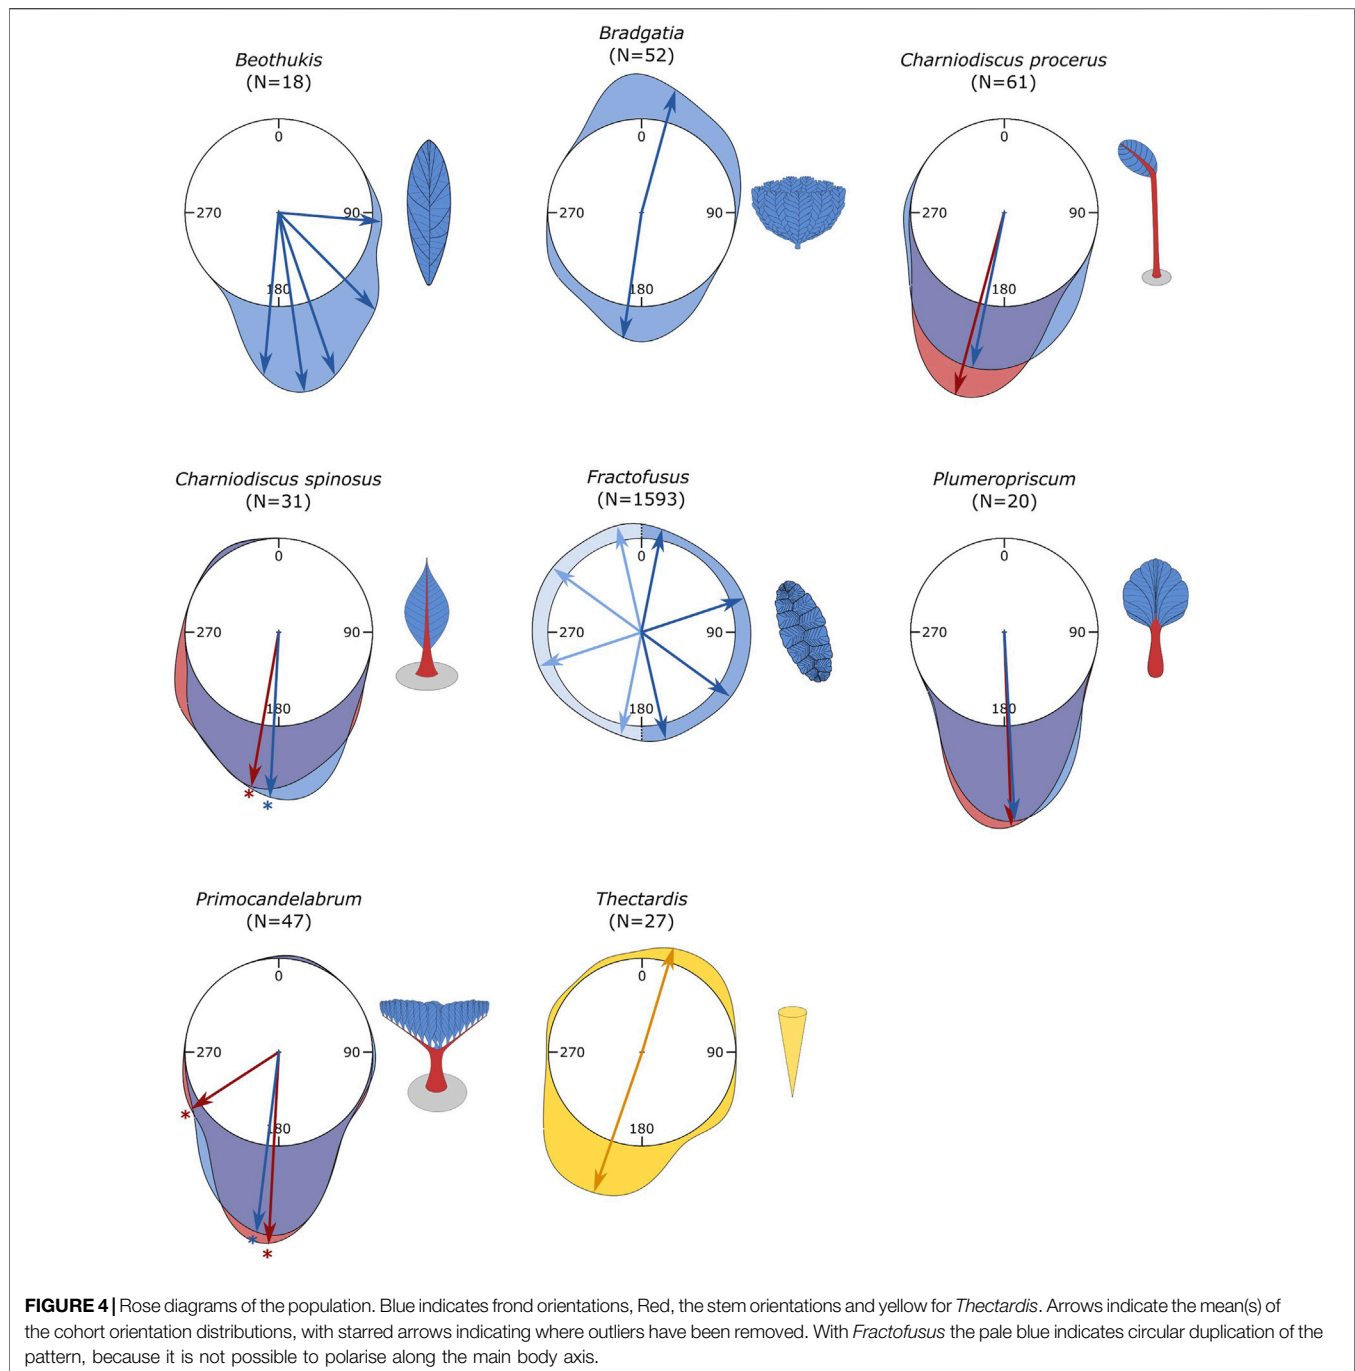 Beothukis
(N=18)
Bradgatia
(N=52)
Charniodiscus procerus
(N=61)
0
90
180
270
0
90
180
270
0
90
180
270
Charniodiscus spinosus
(N=31)
Fractofusus
(N=1593)
Plumeropriscum
(N=20)
0
90
180
270
*
*
0
90
180
270
0
90
180
270
Primocandelabrum
(N=47)
Thectardis
(N=27)
0
90
180
270
*
*
*
0
90
180
270
FIGURE 4 | Rose diagrams of the population. Blue indicates frond orientations, Red, the stem orientations and yellow for Thectardis. Arrows indicate the mean(s) of
the cohort orientation distributions, with starred arrows indicating where outliers have been removed. With Fractofusus the pale blue indicates circular duplication of the
pattern, because it is not possible to polarise along the main body axis.